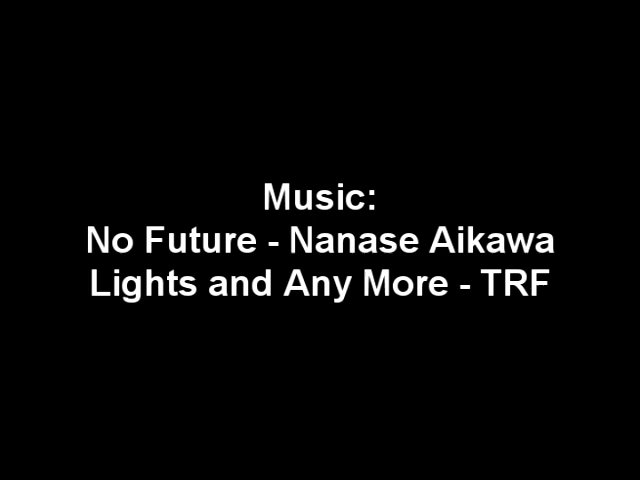 Music:
No Future - Nanase Aikawa
Lights and Any More - TRF